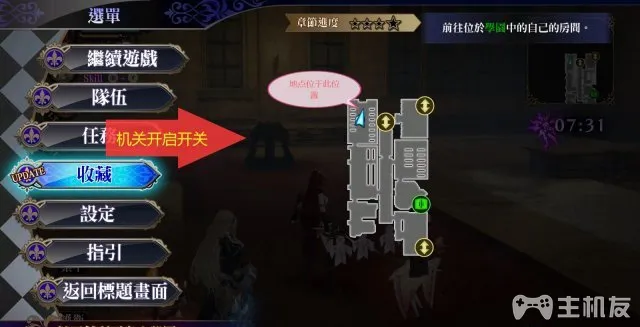 選單
章節進度
前往位於學園中的自己的房間。
繼續遊戲
Skill
隊伍
地点位于此位
置
任務
机关开启开关
07:31
UPDATE
收藏
設定
指引
返回標題畫面
主机友